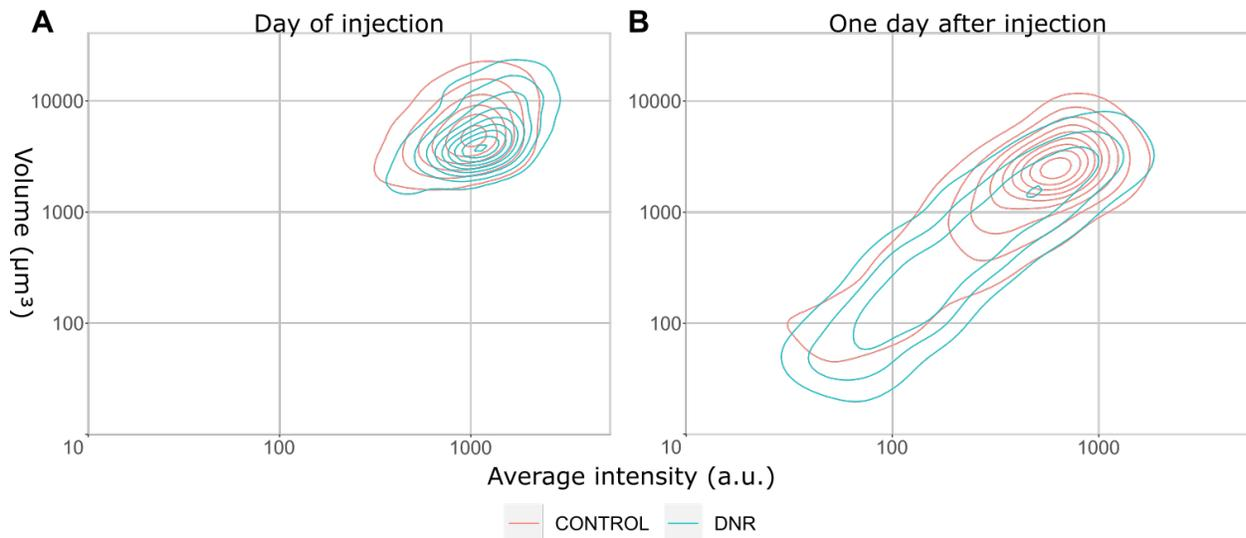 A
Day of injection
B
One day after injection
10000
1000
100
10
100
1000
10000
1000
100
10
100
1000
Volume (µm³)
Average intensity (a.u.)
CONTROL
DNR